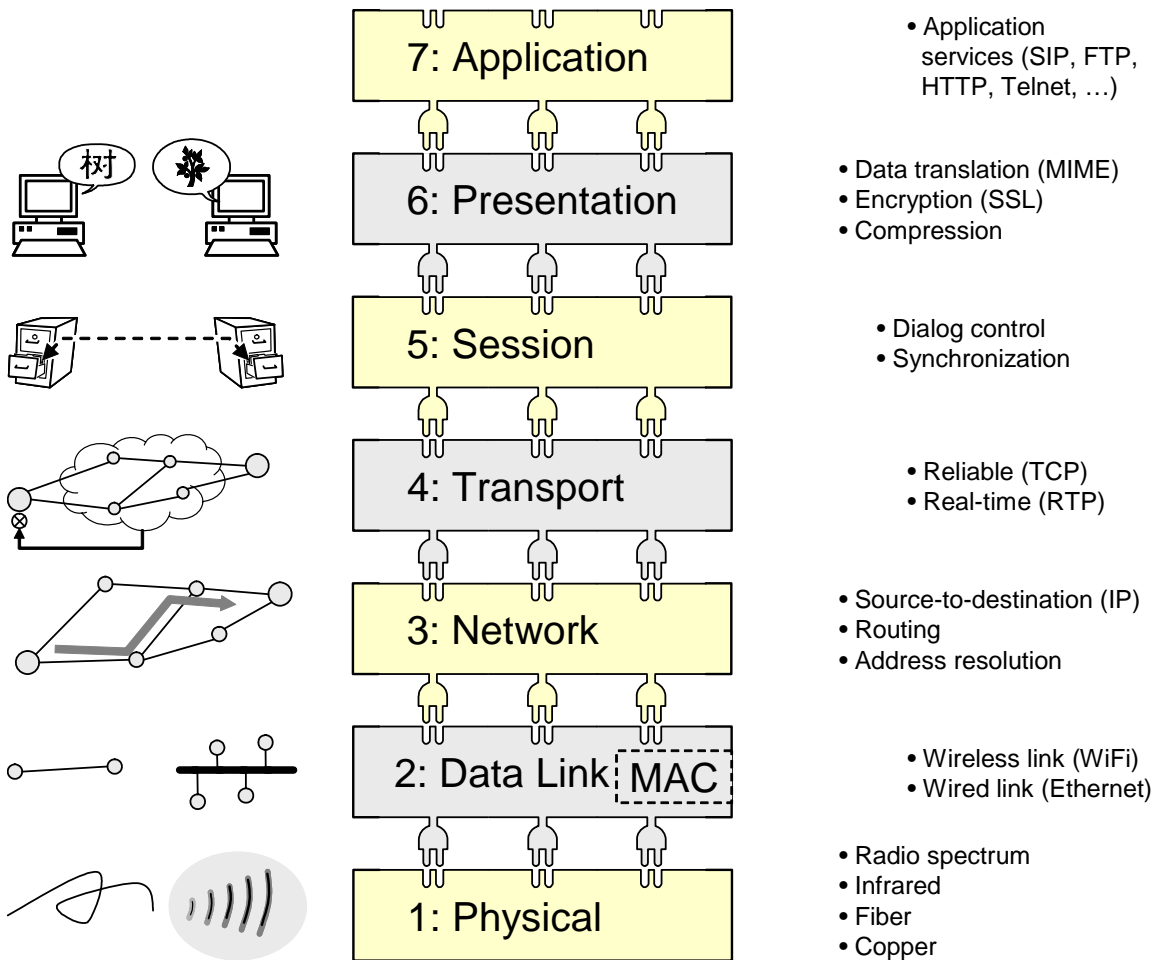 7: Application
• Application
services (SIP, FTP,
HTTP, Telnet, …)
树
6: Presentation
• Data translation (MIME)
• Encryption (SSL)
• Compression
5: Session
• Dialog control
• Synchronization
4: Transport
• Reliable (TCP)
• Real-time (RTP)
3: Network
• Source-to-destination (IP)
• Routing
• Address resolution
2: Data Link MAC
• Wireless link (WiFi)
• Wired link (Ethernet)
1: Physical
• Radio spectrum
• Infrared
• Fiber
• Copper